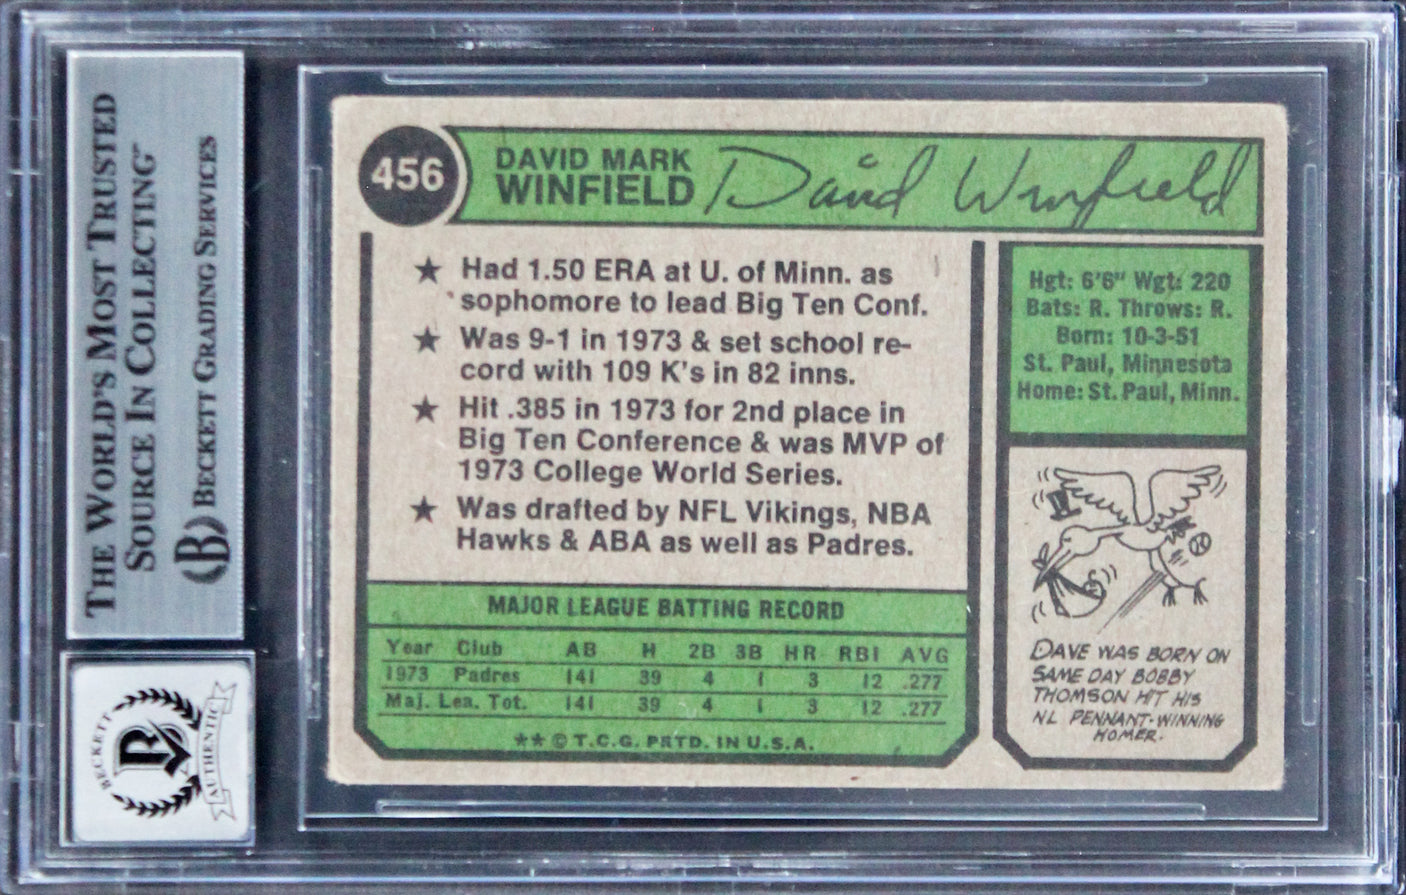 THE WORLD'S MOST TRUSTED
SOURCE IN COLLECTING™
B BECKETT GRADING SERVICES
BECKETT
B
AUTHENTIC
456
DAVID MARK
WINFIELD
David Winfield
★ Had 1.50 ERA at U. of Minn. as
sophomore to lead Big Ten Conf.
★ Was 9-1 in 1973 & set school re-
cord with 109 K's in 82 inns.
★ Hit .385 in 1973 for 2nd place in
Big Ten Conference & was MVP of
1973 College World Series.
★ Was drafted by NFL Vikings, NBA
Hawks & ABA as well as Padres.
MAJOR LEAGUE BATTING RECORD
Year Club AB H 2B 3B HR RBI AVG
1973 Padres 141 39 4 1 3 12 .277
Maj. Lea. Tot. 141 39 4 1 3 12 .277
★★ © T.C.G. PRTD. IN U.S.A.
Hgt: 6'6" Wgt: 220
Bats: R. Throws: R.
Born: 10-3-51
St. Paul, Minnesota
Home: St. Paul, Minn.
DAVE WAS BORN ON
SAME DAY BOBBY
THOMSON HIT HIS
NL PENNANT-WINNING
HOMER.